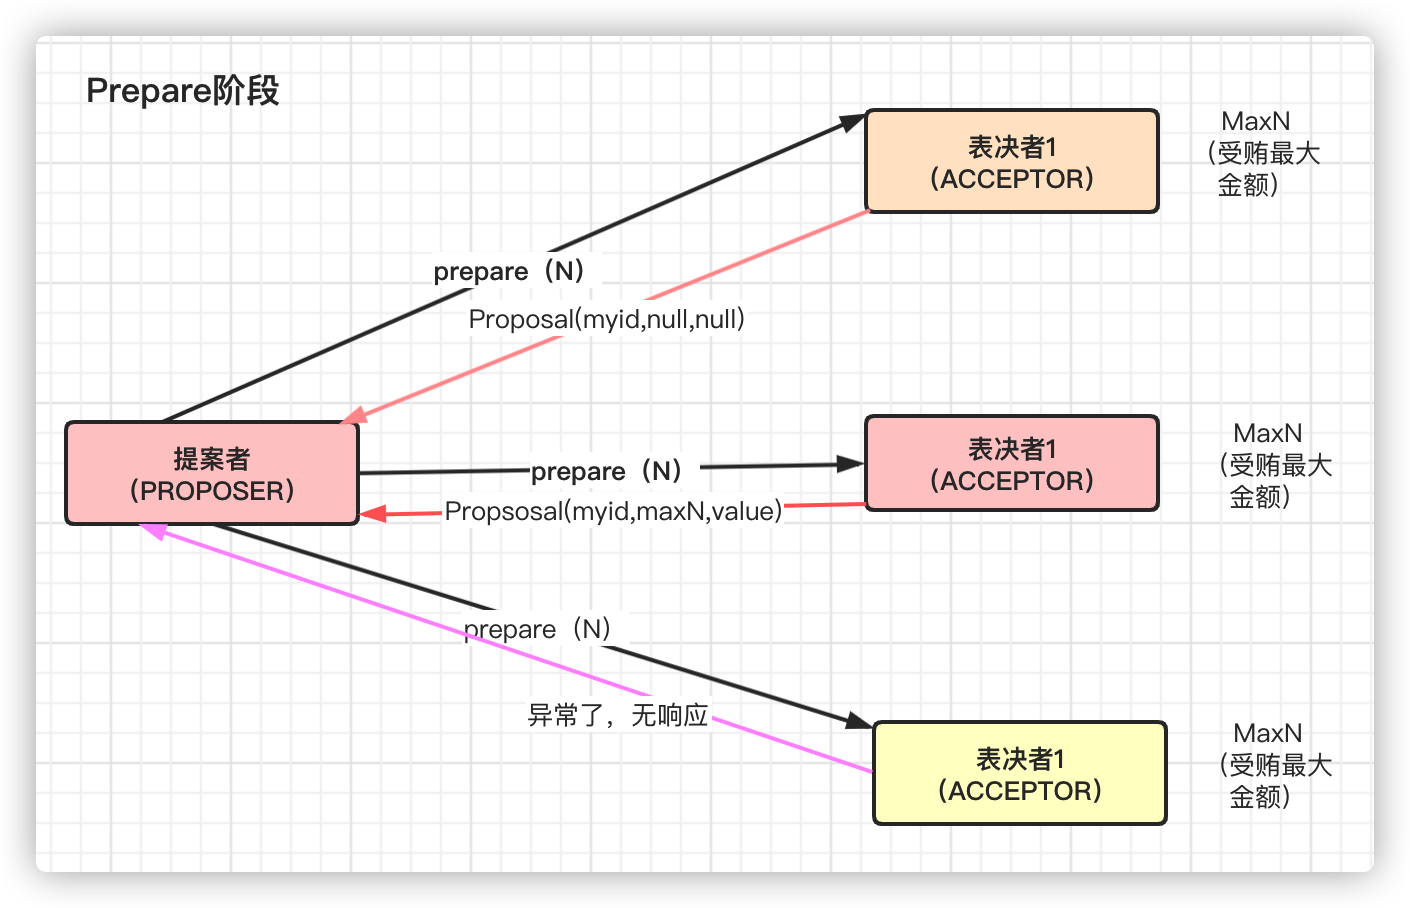 Prepare阶段
表决者1
（ACCEPTOR）
MaxN
（受贿最大
金额）
prepare（N）
Proposal(myid,null,null)
提案者
（PROPOSER）
prepare（N）
Propsosal(myid,maxN,value)
表决者1
（ACCEPTOR）
MaxN
（受贿最大
金额）
prepare（N）
异常了，无响应
表决者1
（ACCEPTOR）
MaxN
（受贿最大
金额）